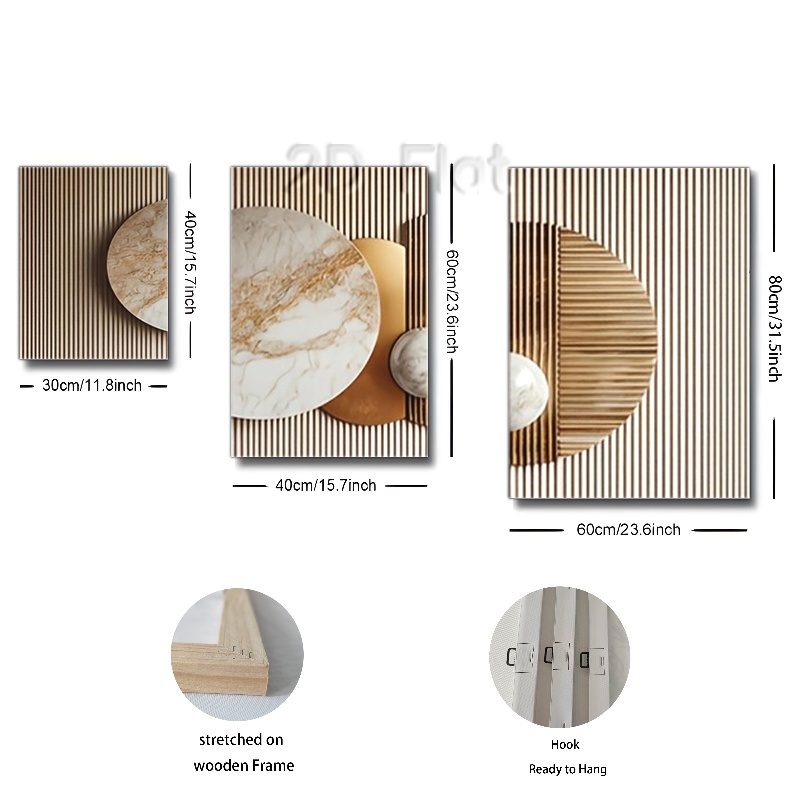 2D Flat
40cm/15.7inch
30cm/11.8inch
60cm/23.6inch
40cm/15.7inch
80cm/31.5inch
60cm/23.6inch
stretched on
wooden Frame
Hook
Ready to Hang